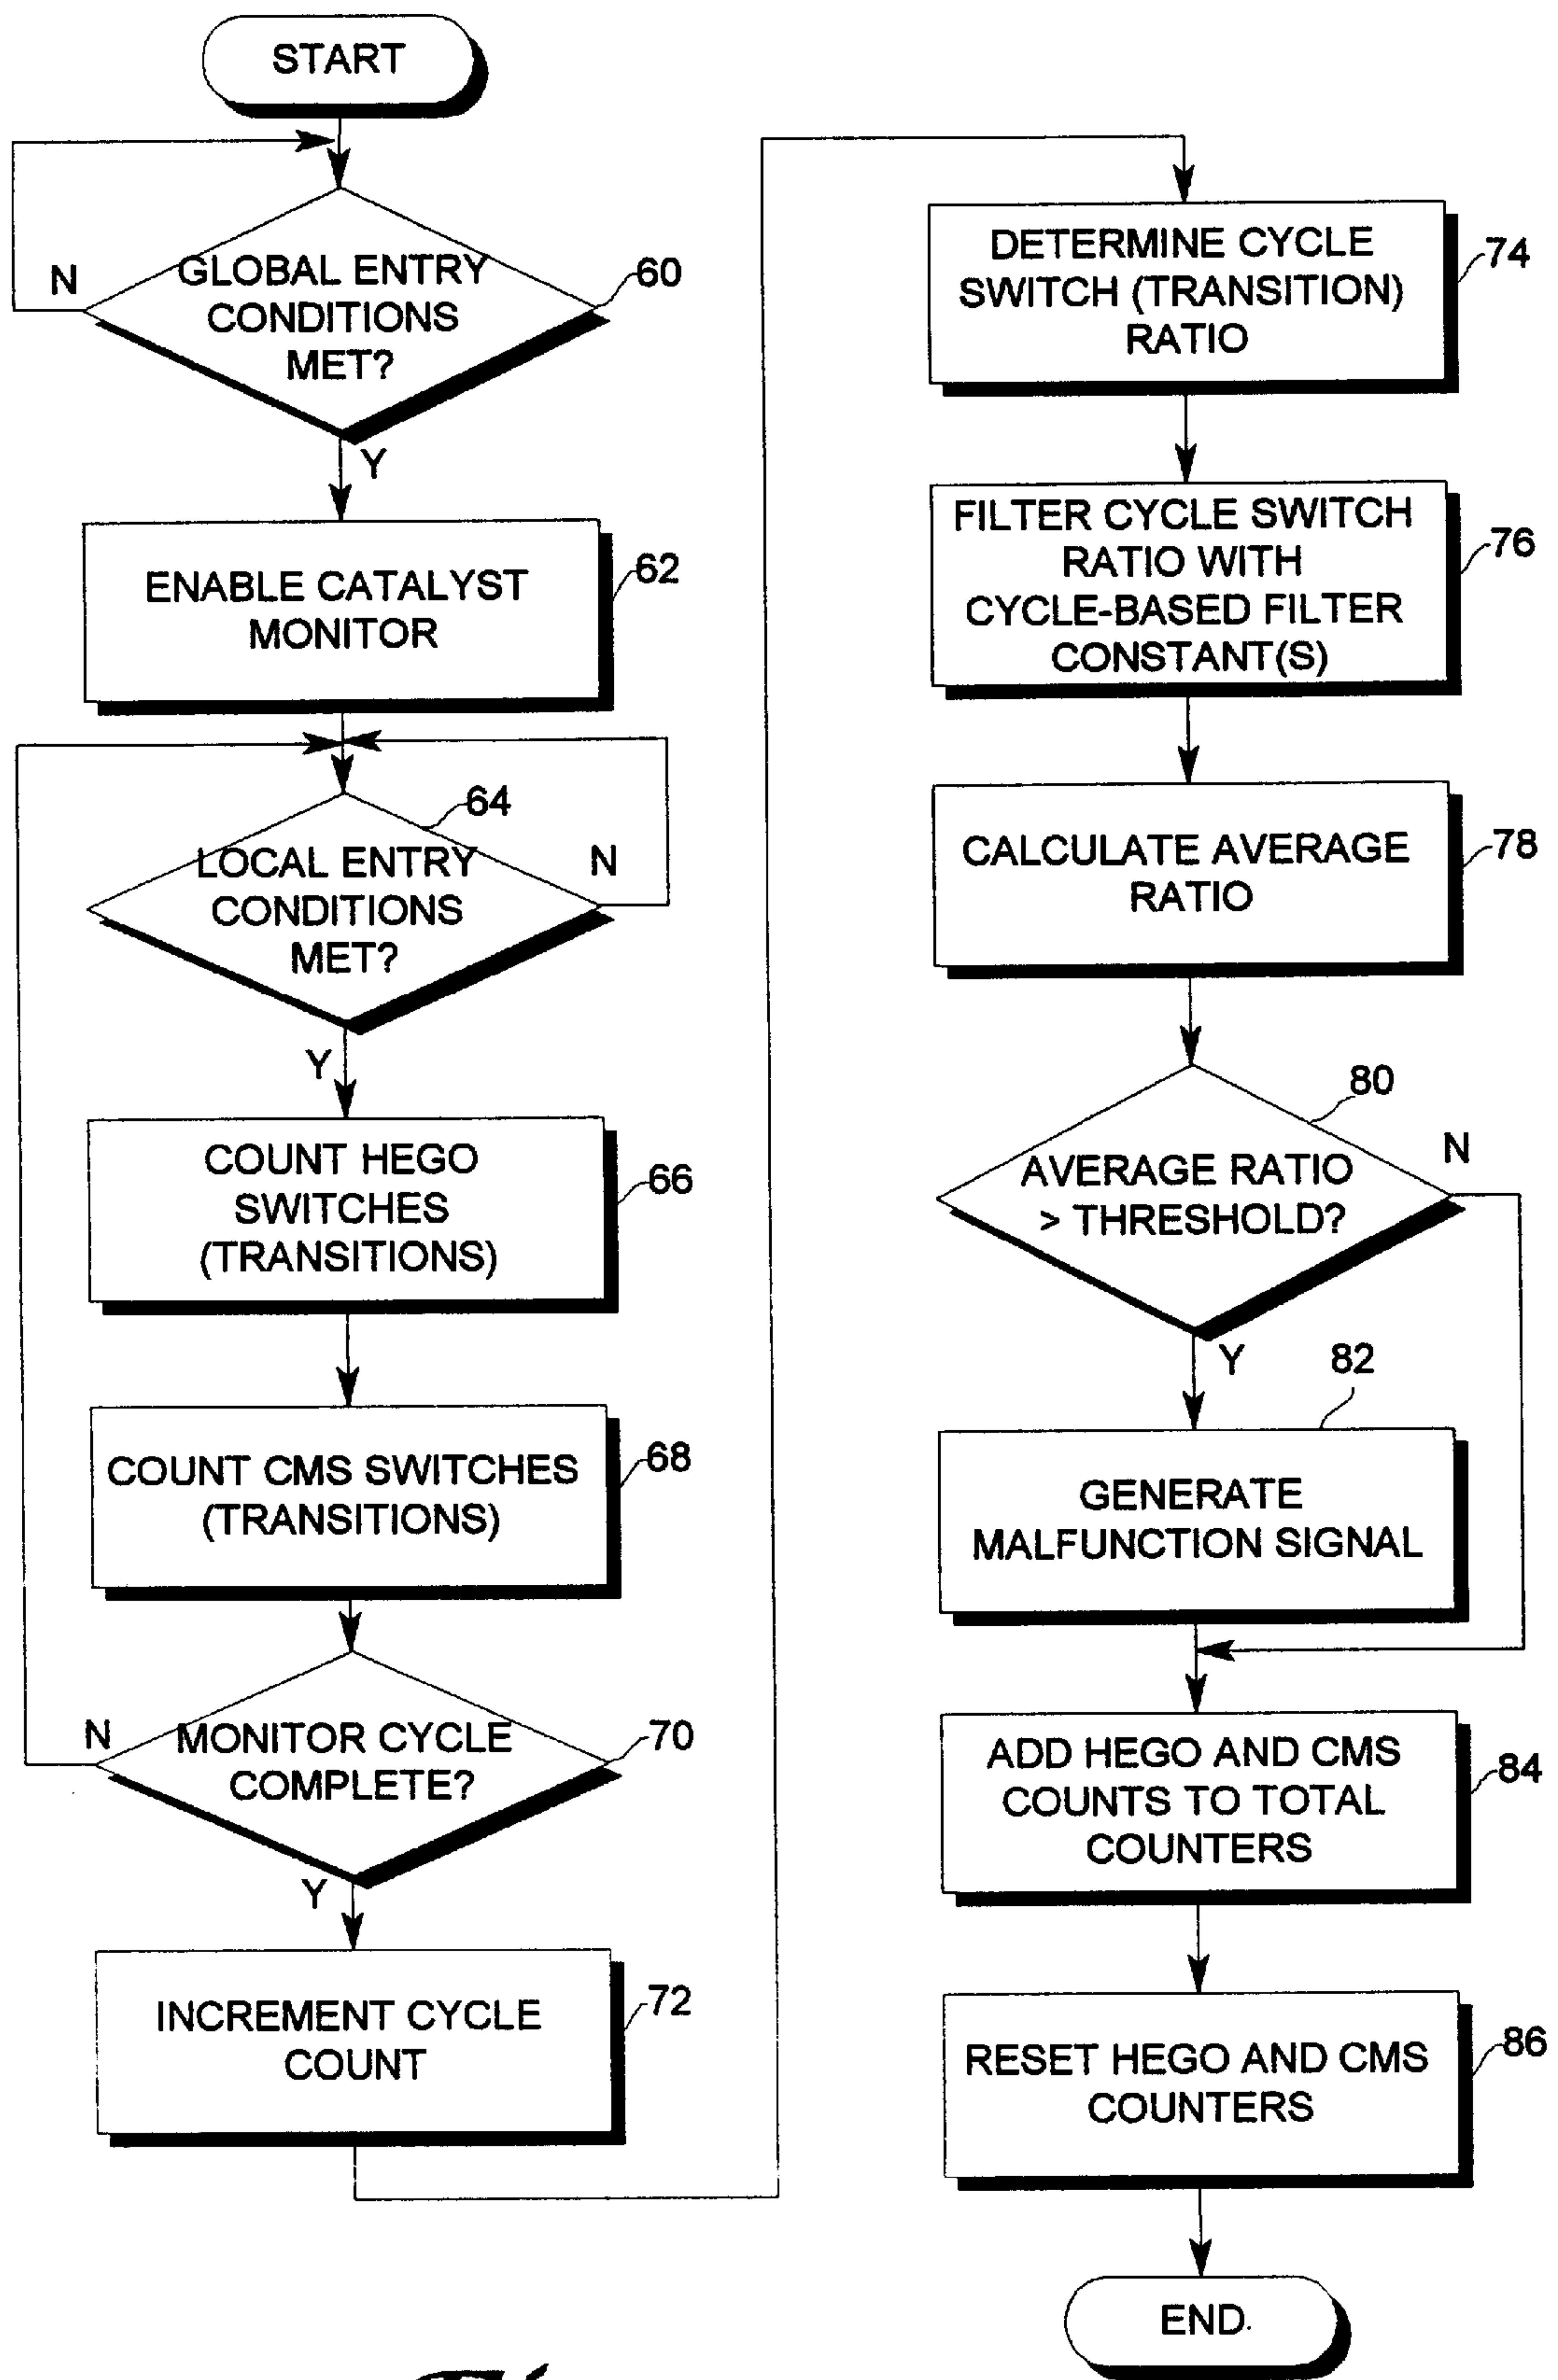 START
GLOBAL ENTRY
CONDITIONS
MET?
60
N
Y
ENABLE CATALYST
MONITOR
62
64
LOCAL ENTRY
CONDITIONS
MET?
N
Y
COUNT HEGO
SWITCHES
(TRANSITIONS)
66
COUNT CMS SWITCHES
(TRANSITIONS)
68
MONITOR CYCLE
COMPLETE?
70
N
Y
INCREMENT CYCLE
COUNT
72
DETERMINE CYCLE
SWITCH (TRANSITION)
RATIO
74
FILTER CYCLE SWITCH
RATIO WITH
CYCLE-BASED FILTER
CONSTANT(S)
76
CALCULATE AVERAGE
RATIO
78
80
AVERAGE RATIO
> THRESHOLD?
N
Y
82
GENERATE
MALFUNCTION SIGNAL
ADD HEGO AND CMS
COUNTS TO TOTAL
COUNTERS
84
RESET HEGO AND CMS
COUNTERS
86
END.